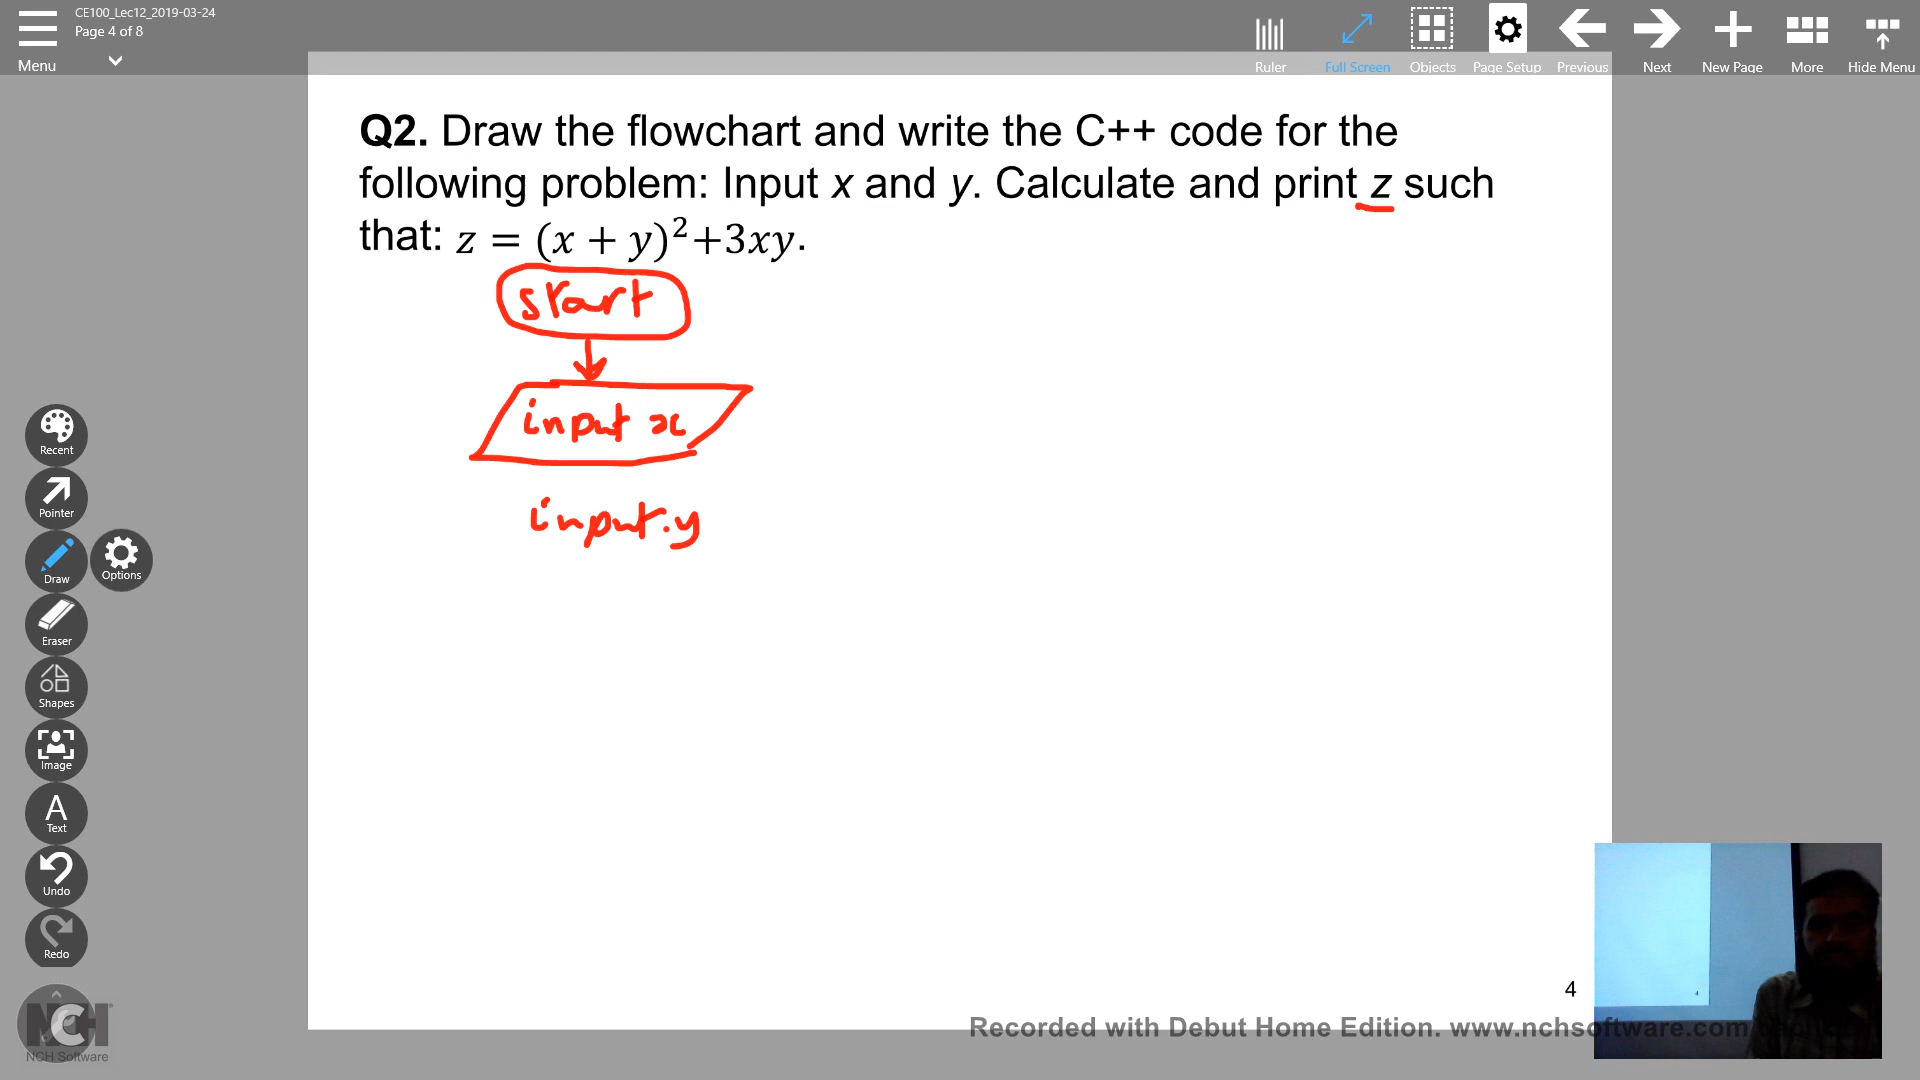 CE100_Lec12_2019-03-24
Page 4 of 8
Menu
Ruler
Full Screen
Objects
Page Setup
Previous
Next
New Page
More
Hide Menu
Q2. Draw the flowchart and write the C++ code for the
following problem: Input x and y. Calculate and print z such
that: z = (x + y)²+3xy.
start
input x
input y
Recent
Pointer
Draw
Options
Eraser
Shapes
Image
A
Text
Undo
Redo
NCH
NCH Software
4
Recorded with Debut Home Edition. www.nchsoftware.com